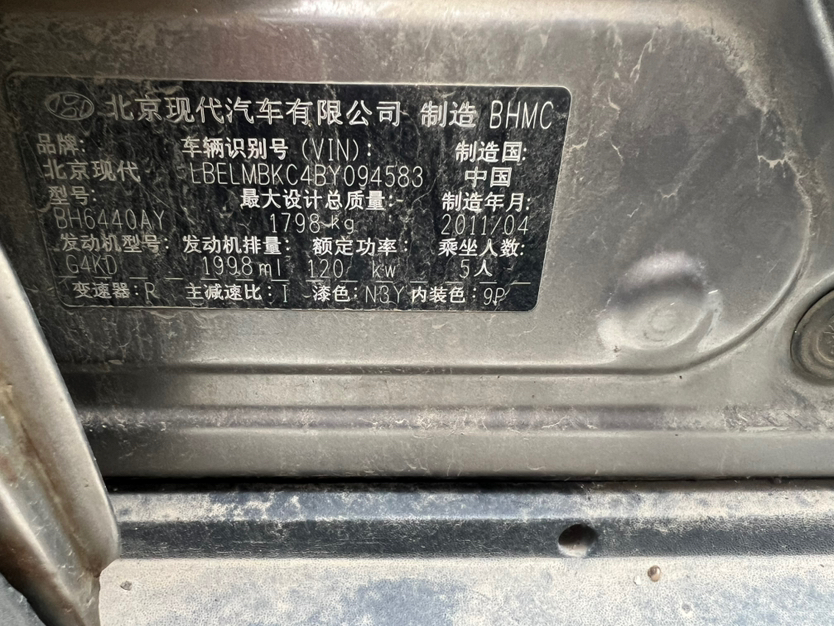 北京现代汽车有限公司 制造 BHMC
品牌: 车辆识别号 (VIN): 制造国:
北京现代 LBELMBKC4BY094583 中国
型号: 最大设计总质量: 制造年月:
BH6440AY 1798 kg 2011/04
发动机型号: 发动机排量: 额定功率: 乘坐人数:
G4KD 1998ml 120 kw 5人
变速器:R 主减速比:I 漆色:N3Y 内装色:9P